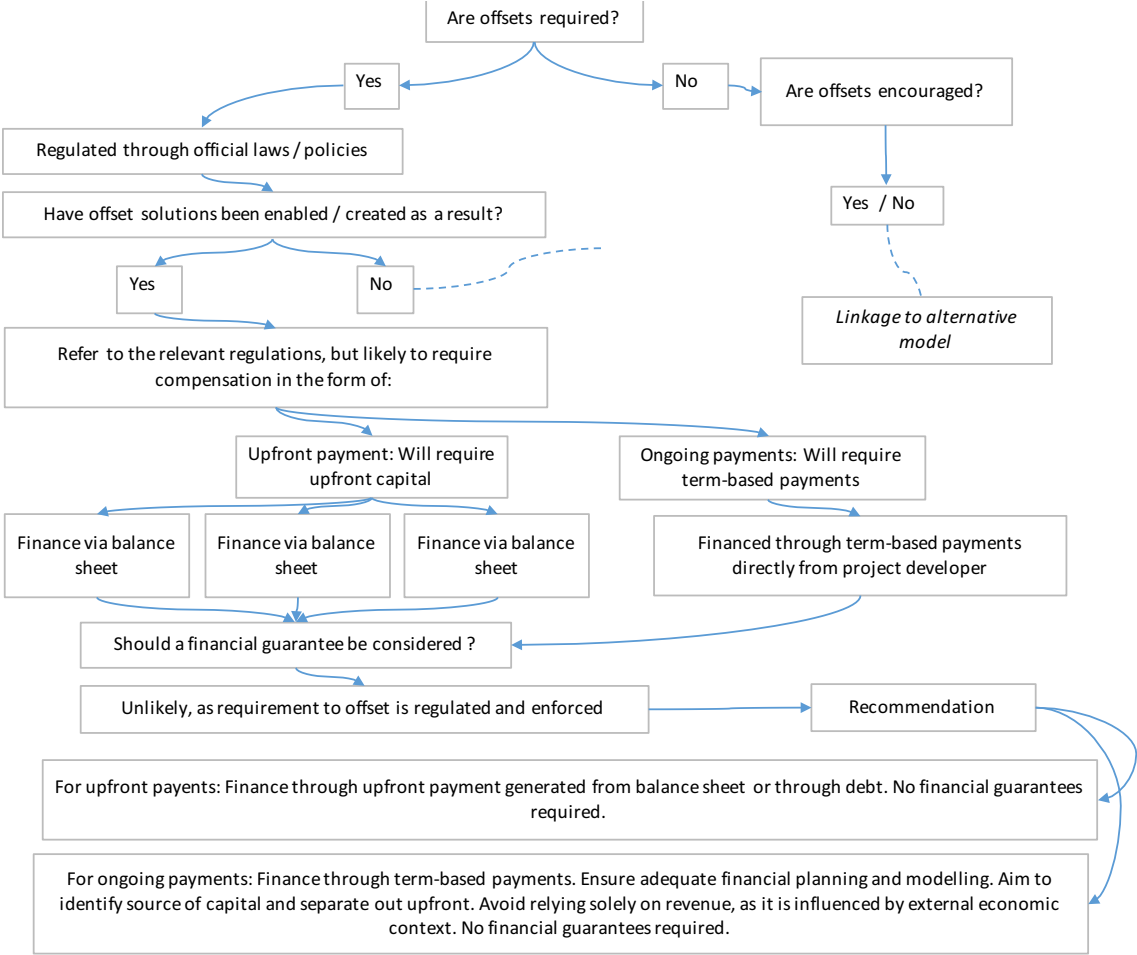 Are offsets required?
Yes
No
Are offsets encouraged?
Regulated through official laws / policies
Yes / No
Have offset solutions been enabled / created as a result?
Yes
No
Linkage to alternative
model
Refer to the relevant regulations, but likely to require
compensation in the form of:
Upfront payment: Will require
upfront capital
Ongoing payments: Will require
term-based payments
Finance via balance
sheet
Finance via balance
sheet
Finance via balance
sheet
Financed through term-based payments
directly from project developer
Should a financial guarantee be considered ?
Unlikely, as requirement to offset is regulated and enforced
Recommendation
For upfront payents: Finance through upfront payment generated from balance sheet or through debt. No financial guarantees
required.
For ongoing payments: Finance through term-based payments. Ensure adequate financial planning and modelling. Aim to
identify source of capital and separate out upfront. Avoid relying solely on revenue, as it is influenced by external economic
context. No financial guarantees required.